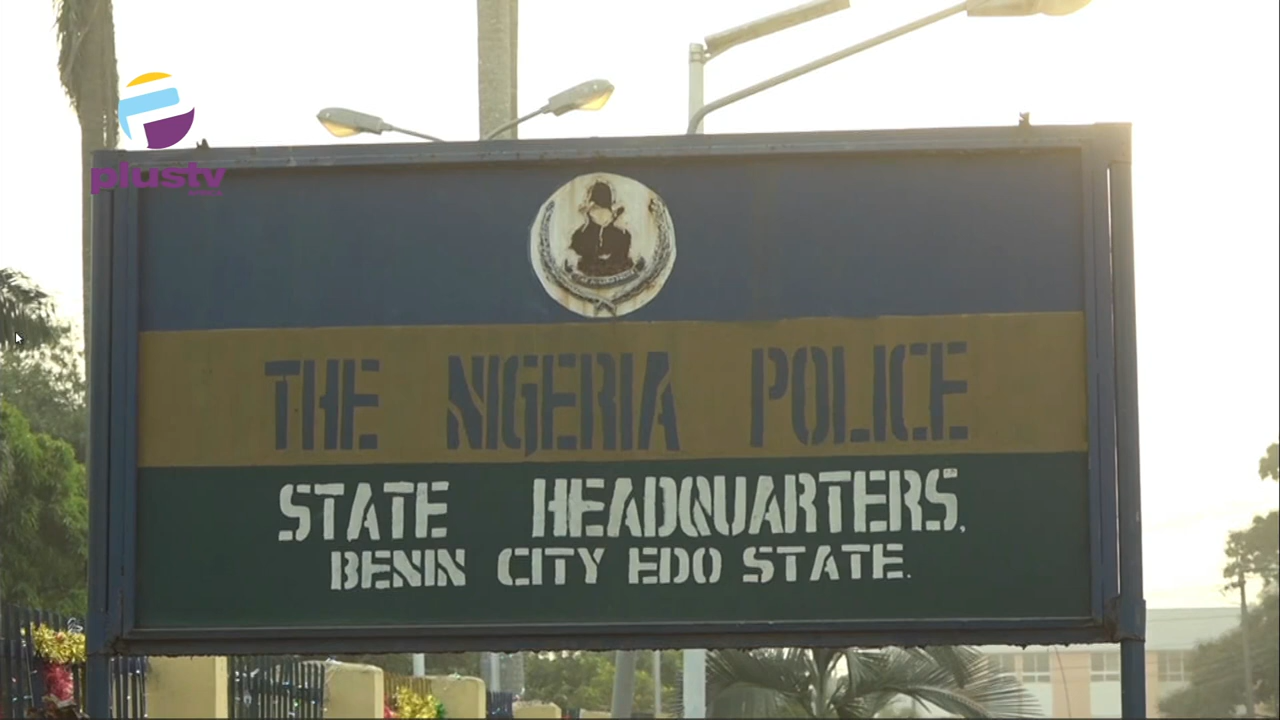 plustv
THE NIGERIA POLICE
STATE HEADQUARTERS,
BENIN CITY EDO STATE.